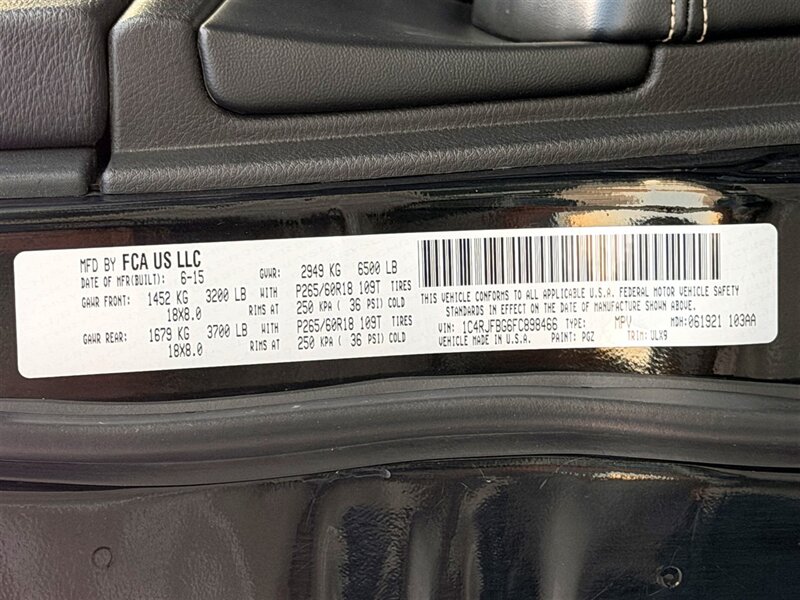 MFD BY FCA US LLC
DATE OF MFR(BUILT): 6-15 GVWR: 2949 KG 6500 LB
GAWR FRONT: 1452 KG 3200 LB WITH P265/60R18 109T TIRES
18X8.0 RIMS AT 250 KPA ( 36 PSI) COLD
GAWR REAR: 1679 KG 3700 LB WITH P265/60R18 109T TIRES
18X8.0 RIMS AT 250 KPA ( 36 PSI) COLD
THIS VEHICLE CONFORMS TO ALL APPLICABLE U.S.A. FEDERAL MOTOR VEHICLE SAFETY
STANDARDS IN EFFECT ON THE DATE OF MANUFACTURE SHOWN ABOVE.
VIN: 1C4RJFBG6FC898466 TYPE: MPV MDH: 061921 103AA
VEHICLE MADE IN U.S.A. PAINT: PGZ TRIM: ULX9